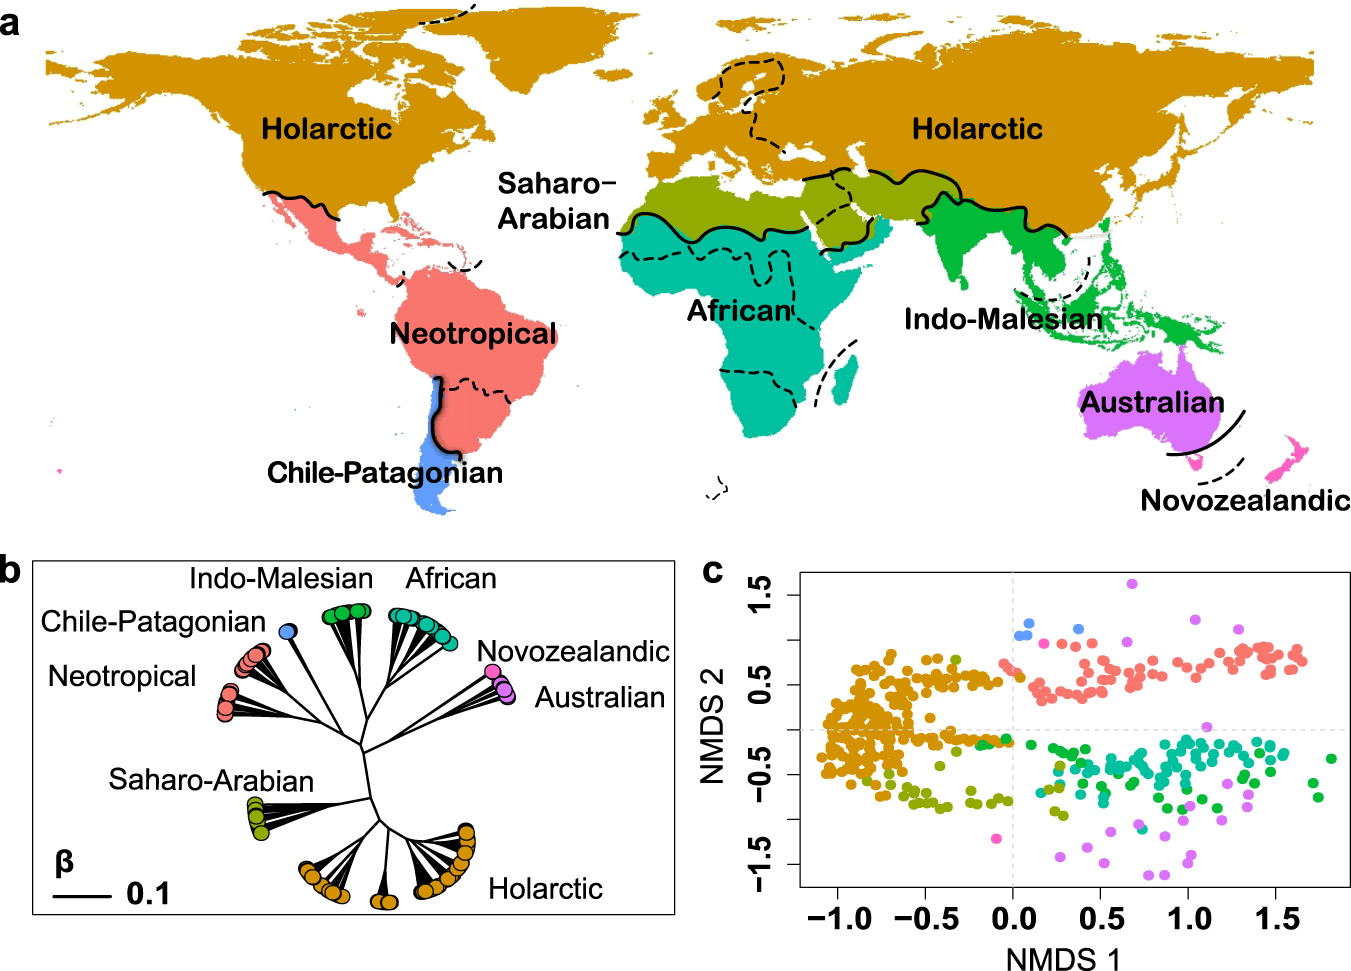 a
Holarctic
Holarctic
Saharo–
Arabian
African
Indo-Malesian
Neotropical
Australian
Chile-Patagonian
Novozealandic
b
Indo-Malesian
African
Chile-Patagonian
Novozealandic
Neotropical
Australian
Saharo-Arabian
β
0.1
Holarctic
c
NMDS 2
1.5
0.5
−0.5
−1.5
−1.0
−0.5
0.0
0.5
1.0
1.5
NMDS 1